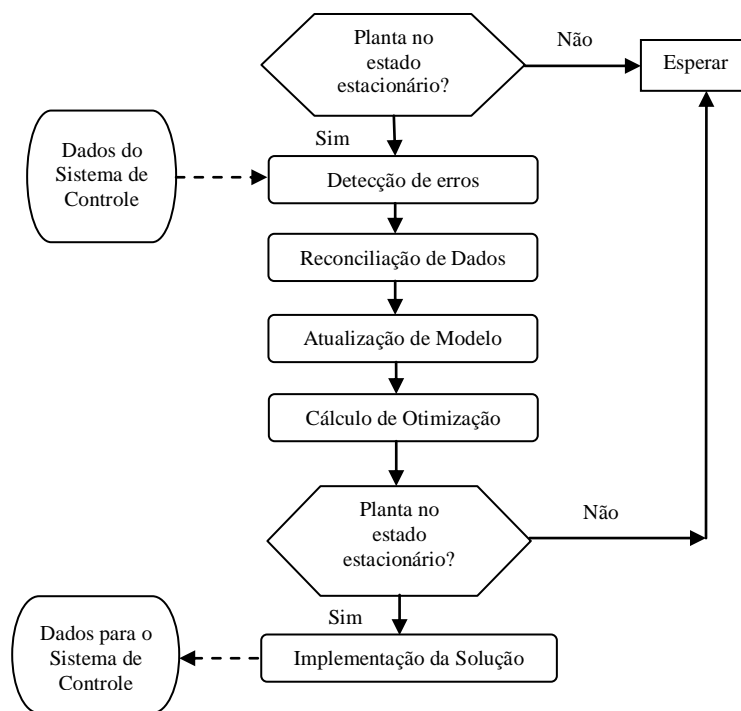 Planta no
estado
estacionário?
Não
Esperar
Sim
Dados do
Sistema de
Controle
Detecção de erros
Reconciliação de Dados
Atualização de Modelo
Cálculo de Otimização
Planta no
estado
estacionário?
Não
Sim
Dados para o
Sistema de
Controle
Implementação da Solução